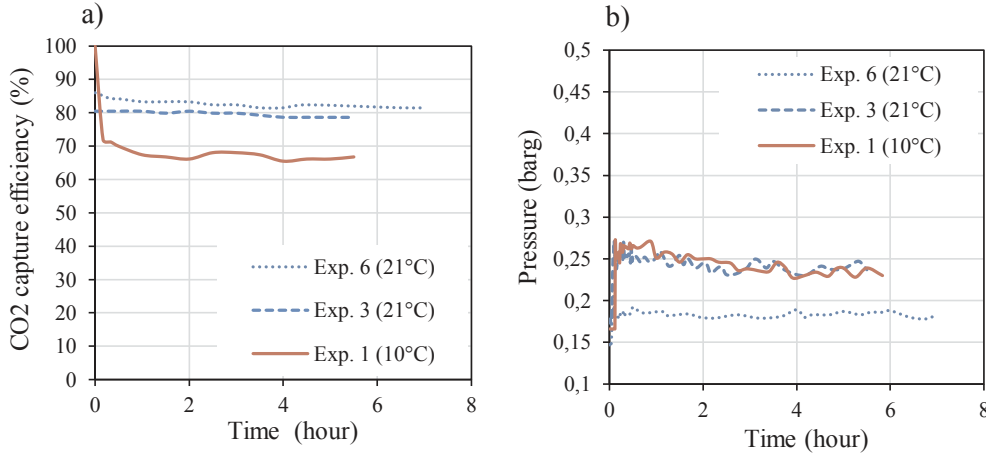 a)
CO2 capture efficiency (%)
100
90
80
70
60
50
40
30
20
10
0
Exp. 6 (21°C)
Exp. 3 (21°C)
Exp. 1 (10°C)
0 2 4 6 8
Time (hour)
b)
Pressure (barg)
0,5
0,45
0,4
0,35
0,3
0,25
0,2
0,15
0,1
Exp. 6 (21°C)
Exp. 3 (21°C)
Exp. 1 (10°C)
0 2 4 6 8
Time (hour)